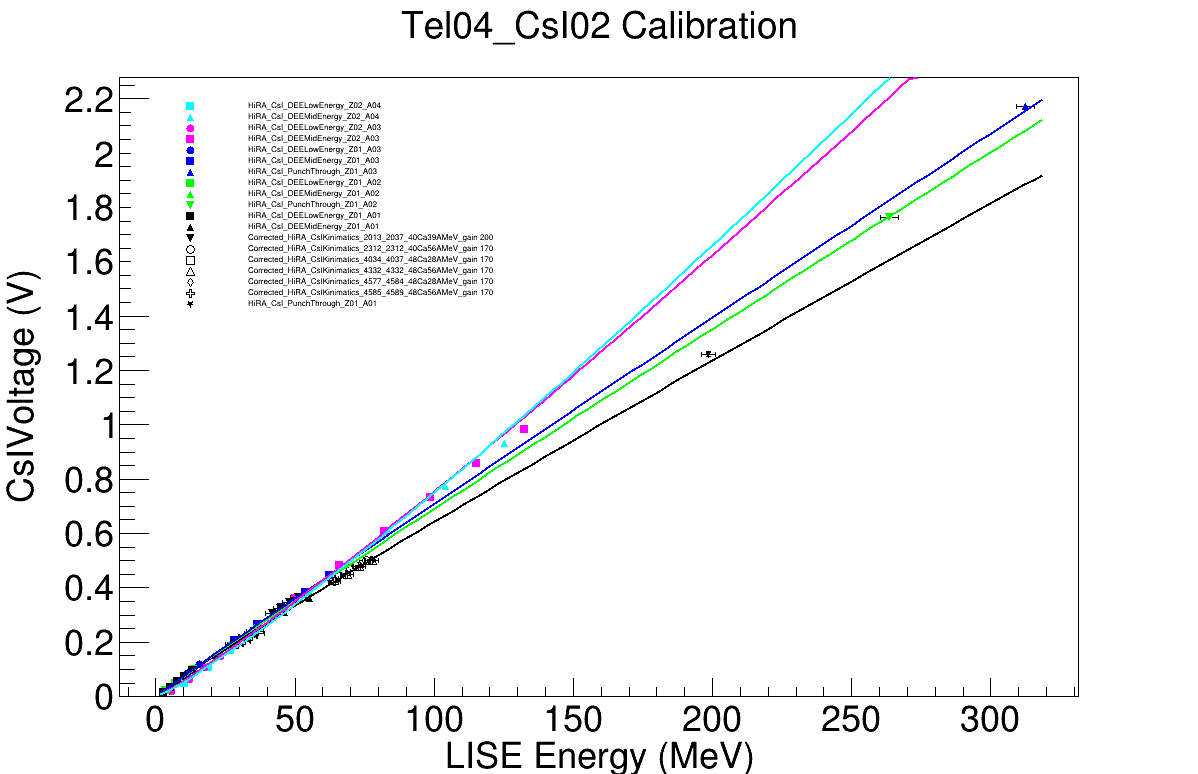 Tel04_CsI02 Calibration
2.2
2
1.8
1.6
1.4
1.2
1
0.8
0.6
0.4
0.2
0
CsIVoltage (V)
HiRA_CsI_DEELowEnergy_Z02_A04
HiRA_CsI_DEEMidEnergy_Z02_A04
HiRA_CsI_DEELowEnergy_Z02_A03
HiRA_CsI_DEEMidEnergy_Z02_A03
HiRA_CsI_DEELowEnergy_Z01_A03
HiRA_CsI_DEEMidEnergy_Z01_A03
HiRA_CsI_PunchThrough_Z01_A03
HiRA_CsI_DEELowEnergy_Z01_A02
HiRA_CsI_DEEMidEnergy_Z01_A02
HiRA_CsI_PunchThrough_Z01_A02
HiRA_CsI_DEELowEnergy_Z01_A01
HiRA_CsI_DEEMidEnergy_Z01_A01
Corrected_HiRA_CsIKinimatics_2013_2037_40Ca39AMeV_gain 200
Corrected_HiRA_CsIKinimatics_2312_2312_40Ca56AMeV_gain 170
Corrected_HiRA_CsIKinimatics_4034_4037_48Ca28AMeV_gain 170
Corrected_HiRA_CsIKinimatics_4332_4332_48Ca56AMeV_gain 170
Corrected_HiRA_CsIKinimatics_4577_4584_48Ca28AMeV_gain 170
Corrected_HiRA_CsIKinimatics_4585_4589_48Ca56AMeV_gain 170
HiRA_CsI_PunchThrough_Z01_A01
0 50 100 150 200 250 300
LISE Energy (MeV)